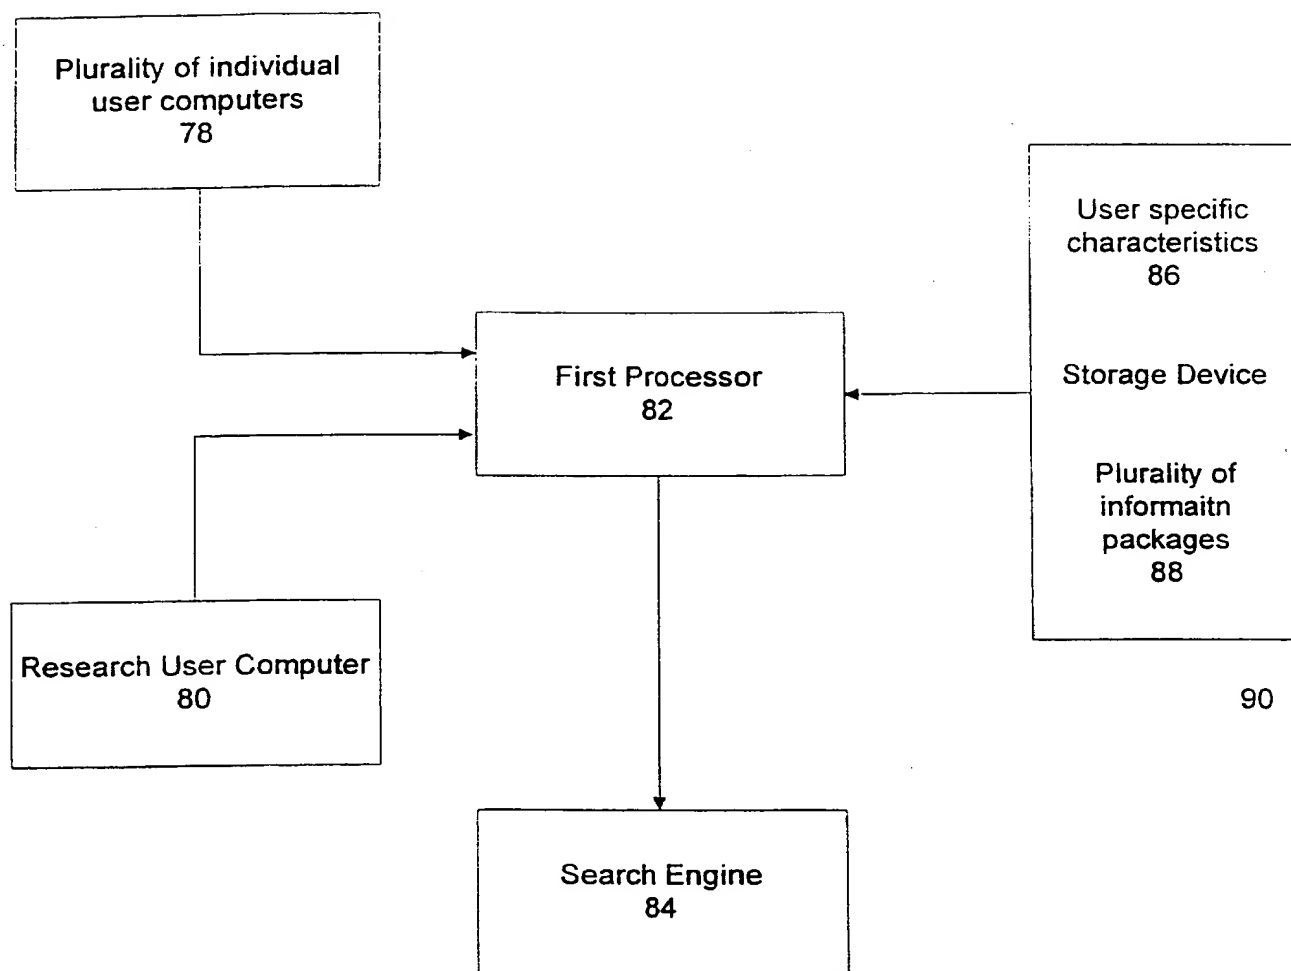 Plurality of individual
user computers
78
User specific
characteristics
86
First Processor
82
Storage Device
Plurality of
informaitn
packages
88
Research User Computer
80
90
Search Engine
84